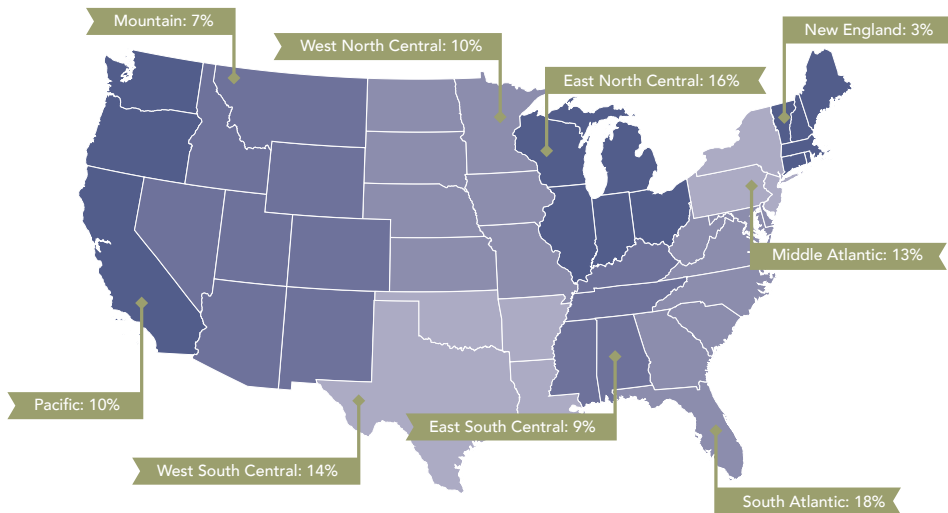 Mountain: 7%
New England: 3%
West North Central: 10%
East North Central: 16%
Middle Atlantic: 13%
Pacific: 10%
East South Central: 9%
West South Central: 14%
South Atlantic: 18%